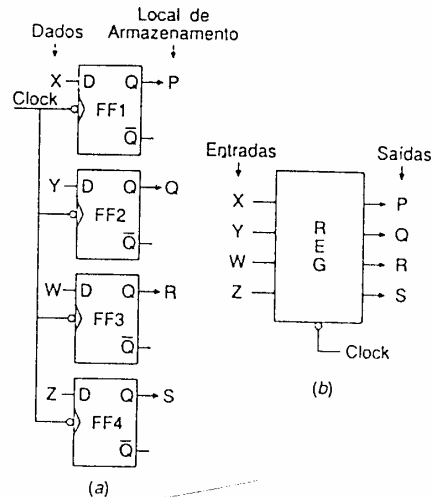 Dados
Local de
Armazenamento
X D Q P
Clock
FF1
Q̅
Y D Q Q
FF2
Q̅
W D Q R
FF3
Q̅
Z D Q S
FF4
Q̅
(a)
Entradas
Saídas
X P
Y Q
W R
Z S
R
E
G
Clock
(b)